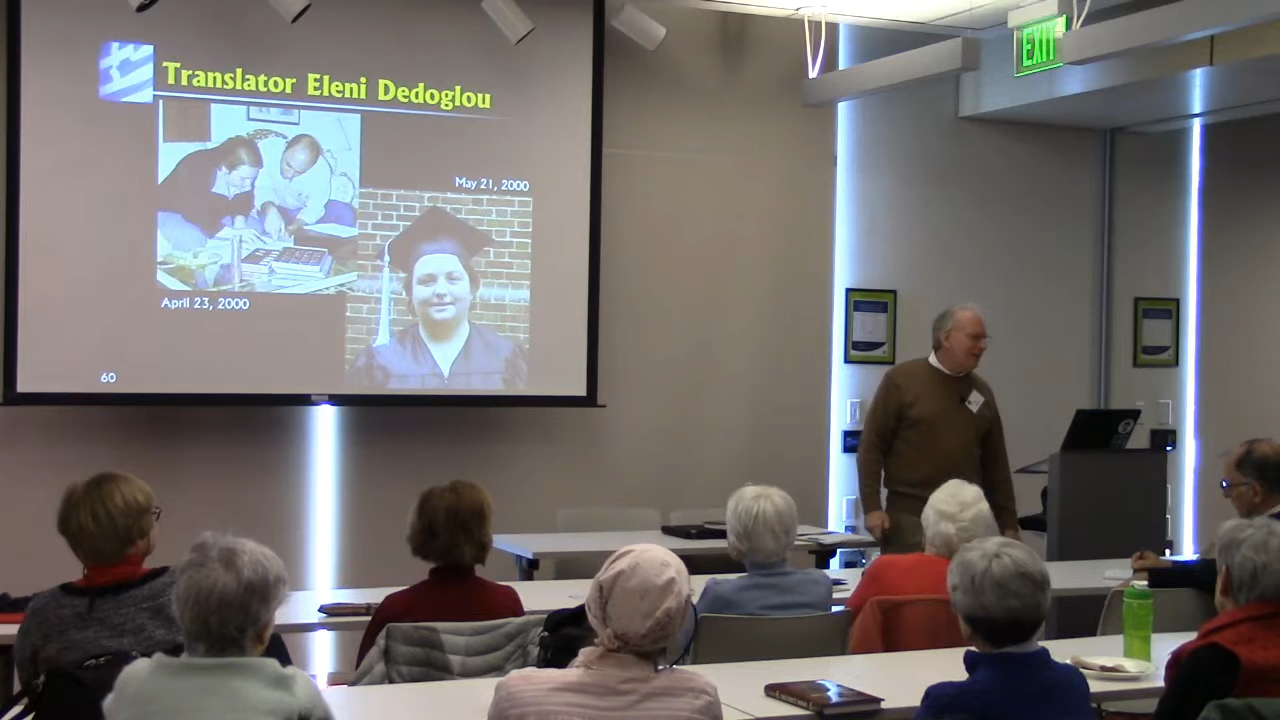 Translator Eleni Dedoglou
May 21, 2000
April 23, 2000
60
EXIT